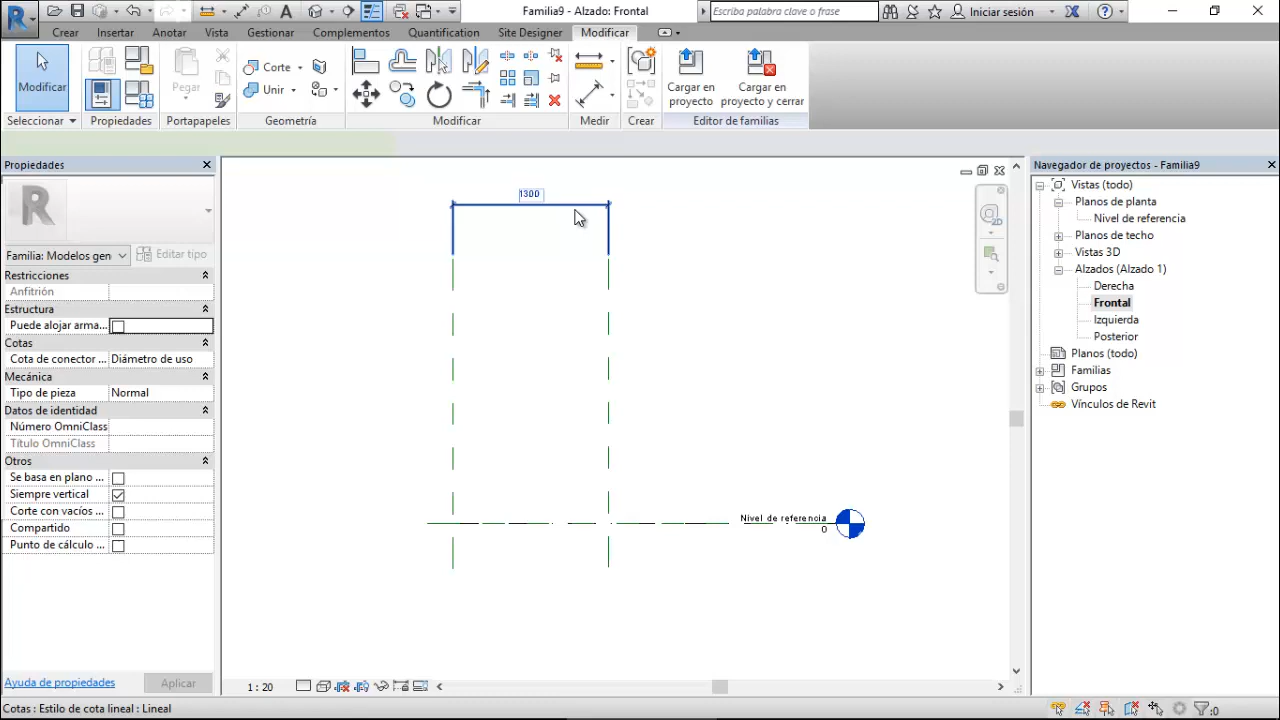 Familia9 - Alzado: Frontal
Escriba palabra clave o frase
Iniciar sesión
Crear
Insertar
Anotar
Vista
Gestionar
Complementos
Quantification
Site Designer
Modificar
Modificar
Pegar
Corte
Unir
Cargar en
proyecto
Cargar en
proyecto y cerrar
Seleccionar
Propiedades
Portapapeles
Geometría
Modificar
Medir
Crear
Editor de familias
Propiedades
Familia: Modelos gen
Editar tipo
Restricciones
Anfitrión
Estructura
Puede alojar arma...
Cotas
Cota de conector ...
Diámetro de uso
Mecánica
Tipo de pieza
Normal
Datos de identidad
Número OmniClass
Título OmniClass
Otros
Se basa en plano ...
Siempre vertical
Corte con vacíos ...
Compartido
Punto de cálculo ...
Ayuda de propiedades
Aplicar
1300
2D
Nivel de referencia
0
1 : 20
Navegador de proyectos - Familia9
Vistas (todo)
Planos de planta
Nivel de referencia
Planos de techo
Vistas 3D
Alzados (Alzado 1)
Derecha
Frontal
Izquierda
Posterior
Planos (todo)
Familias
Grupos
Vínculos de Revit
Cotas : Estilo de cota lineal : Lineal
:0